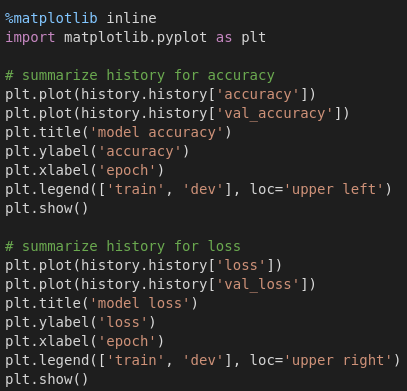 %matplotlib inline
import matplotlib.pyplot as plt

# summarize history for accuracy
plt.plot(history.history['accuracy'])
plt.plot(history.history['val_accuracy'])
plt.title('model accuracy')
plt.ylabel('accuracy')
plt.xlabel('epoch')
plt.legend(['train', 'dev'], loc='upper left')
plt.show()

# summarize history for loss
plt.plot(history.history['loss'])
plt.plot(history.history['val_loss'])
plt.title('model loss')
plt.ylabel('loss')
plt.xlabel('epoch')
plt.legend(['train', 'dev'], loc='upper right')
plt.show()